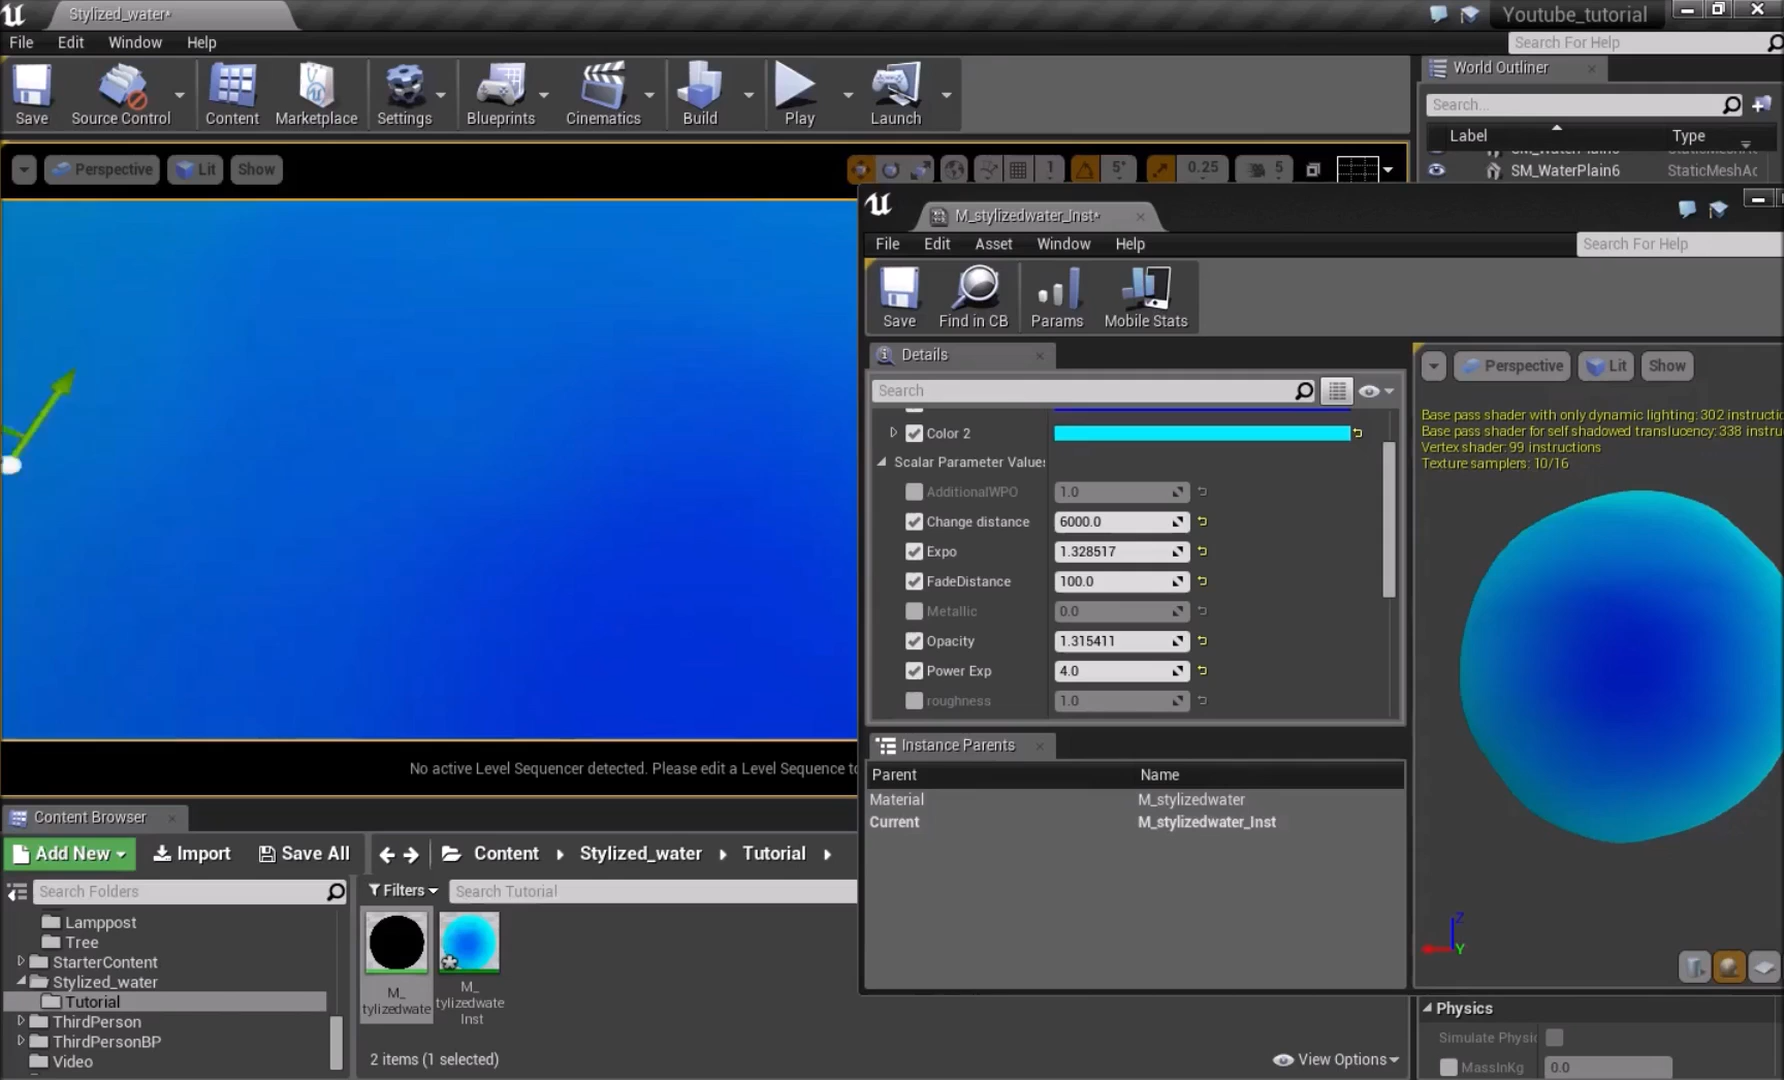 Stylized_water*
Youtube_tutorial
File Edit Window Help
Search For Help
Save
Source Control
Content
Marketplace
Settings
Blueprints
Cinematics
Build
Play
Launch
World Outliner
Search...
Label Type
SM_WaterPlain6 StaticMeshAc
Perspective Lit Show
5° 0.25 5
M_stylizedwater_Inst*
File Edit Asset Window Help
Search For Help
Save
Find in CB
Params
Mobile Stats
Details
Search
Color 2
Scalar Parameter Values
AdditionalWPO 1.0
Change distance 6000.0
Expo 1.328517
FadeDistance 100.0
Metallic 0.0
Opacity 1.315411
Power Exp 4.0
roughness 1.0
Perspective Lit Show
Base pass shader with only dynamic lighting: 302 instructio
Base pass shader for self shadowed translucency: 338 instru
Vertex shader: 99 instructions
Texture samplers: 10/16
Z
Y
Instance Parents
Parent Name
Material M_stylizedwater
Current M_stylizedwater_Inst
No active Level Sequencer detected. Please edit a Level Sequence to
Content Browser
Add New Import Save All Content Stylized_water Tutorial
Search Folders
Filters Search Tutorial
Lamppost
Tree
StarterContent
Stylized_water
Tutorial
ThirdPerson
ThirdPersonBP
Video
M_
tylizedwate
M_
tylizedwate
Inst
2 items (1 selected)
View Options
Physics
Simulate Physic
MassInKg 0.0